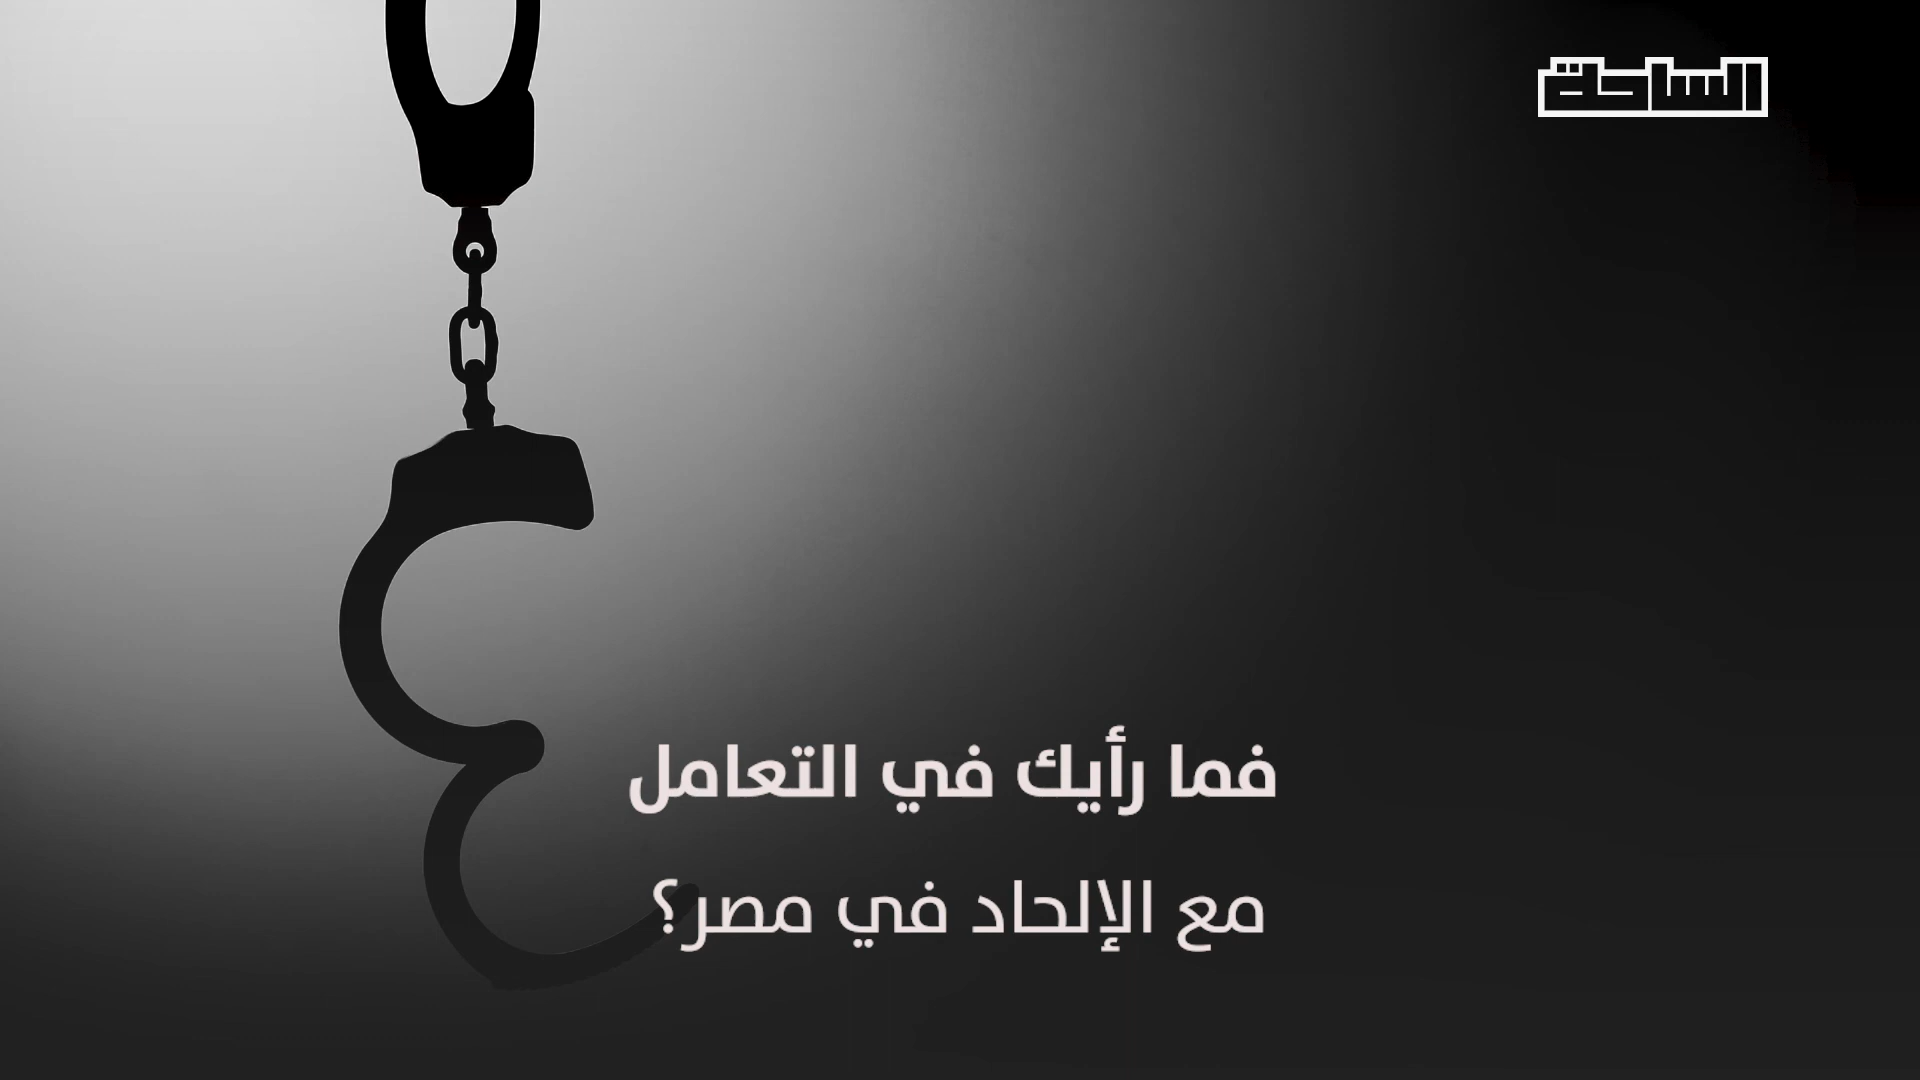 الساحة
فما رأيك في التعامل
مع الإلحاد في مصر؟